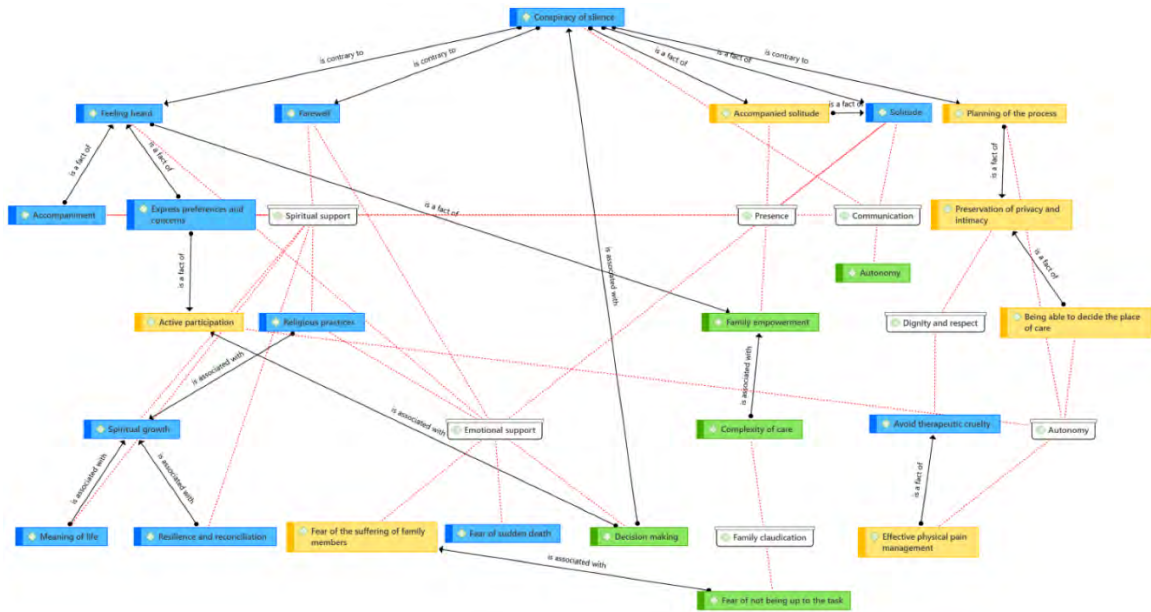 Conspiracy of silence
is contrary to
is contrary to
is a fact of
is a fact of
is contrary to
Feeling heard
Farewell
Accompanied solitude
is a fact of
Solitude
Planning of the process
is a fact of
is a fact of
is a fact of
is a fact of
Accompaniment
Express preferences and
concerns
Spiritual support
Presence
Communication
Preservation of privacy and
intimacy
is a fact of
is associated with
Autonomy
is a fact of
Active participation
Religious practices
Family empowerment
Dignity and respect
Being able to decide the place
of care
is associated with
is associated with
is associated with
Spiritual growth
Emotional support
Complexity of care
Avoid therapeutic cruelty
Autonomy
is associated with
is associated with
is a fact of
Meaning of life
Resilience and reconciliation
Fear of the suffering of family
members
Fear of sudden death
Decision making
Family claudication
Effective physical pain
management
is associated with
Fear of not being up to the task